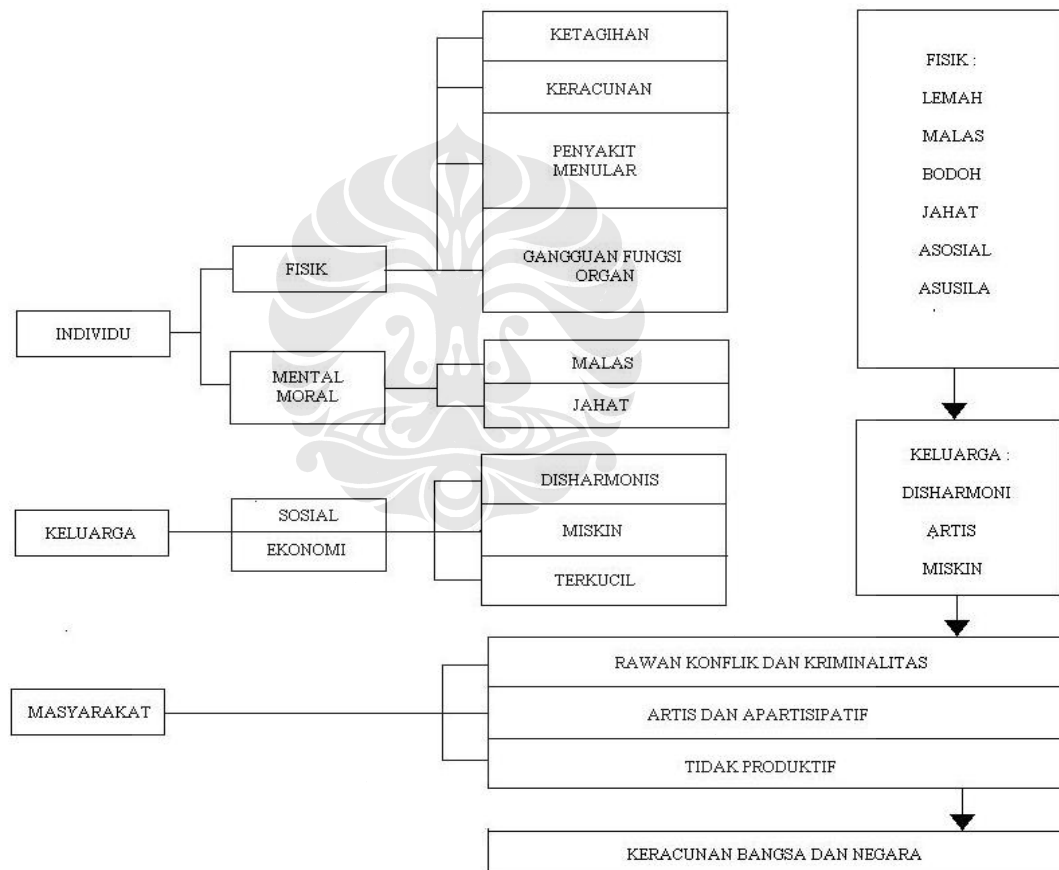 KETAGIHAN
KERACUNAN
PENYAKIT
MENULAR
GANGGUAN FUNGSI
ORGAN
FISIK
INDIVIDU
MENTAL
MORAL
MALAS
JAHAT
KELUARGA
SOSIAL
EKONOMI
DISHARMONIS
MISKIN
TERKUCIL
FISIK :
LEMAH
MALAS
BODOH
JAHAT
ASOSIAL
ASUSILA
KELUARGA :
DISHARMONI
ARTIS
MISKIN
MASYARAKAT
RAWAN KONFLIK DAN KRIMINALITAS
ARTIS DAN APARTISIPATIF
TIDAK PRODUKTIF
KERACUNAN BANGSA DAN NEGARA